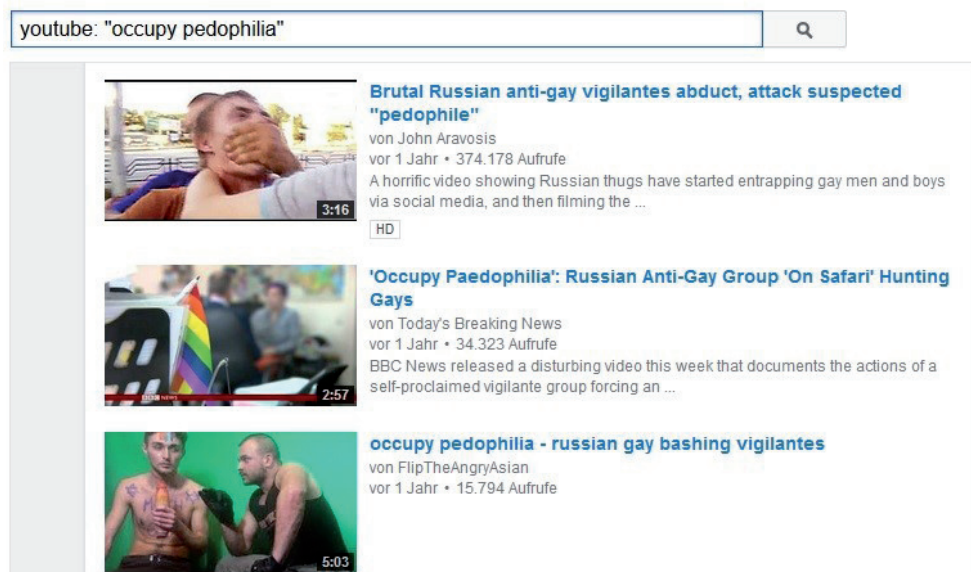 youtube: "occupy pedophilia"
Brutal Russian anti-gay vigilantes abduct, attack suspected
"pedophile"
von John Aravosis
vor 1 Jahr • 374.178 Aufrufe
A horrific video showing Russian thugs have started entrapping gay men and boys
via social media, and then filming the ...
3:16
HD
'Occupy Paedophilia': Russian Anti-Gay Group 'On Safari' Hunting
Gays
von Today's Breaking News
vor 1 Jahr • 34.323 Aufrufe
BBC News released a disturbing video this week that documents the actions of a
self-proclaimed vigilante group forcing an ...
BBC NEWS
2:57
occupy pedophilia - russian gay bashing vigilantes
von FlipTheAngryAsian
vor 1 Jahr • 15.794 Aufrufe
5:03